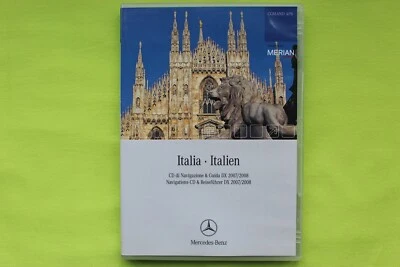 COMAND APS
MERIAN
Italia · Italien
CD di Navigazione & Guida DX 2007/2008
Navigations-CD & Reiseführer DX 2007/2008
Mercedes-Benz